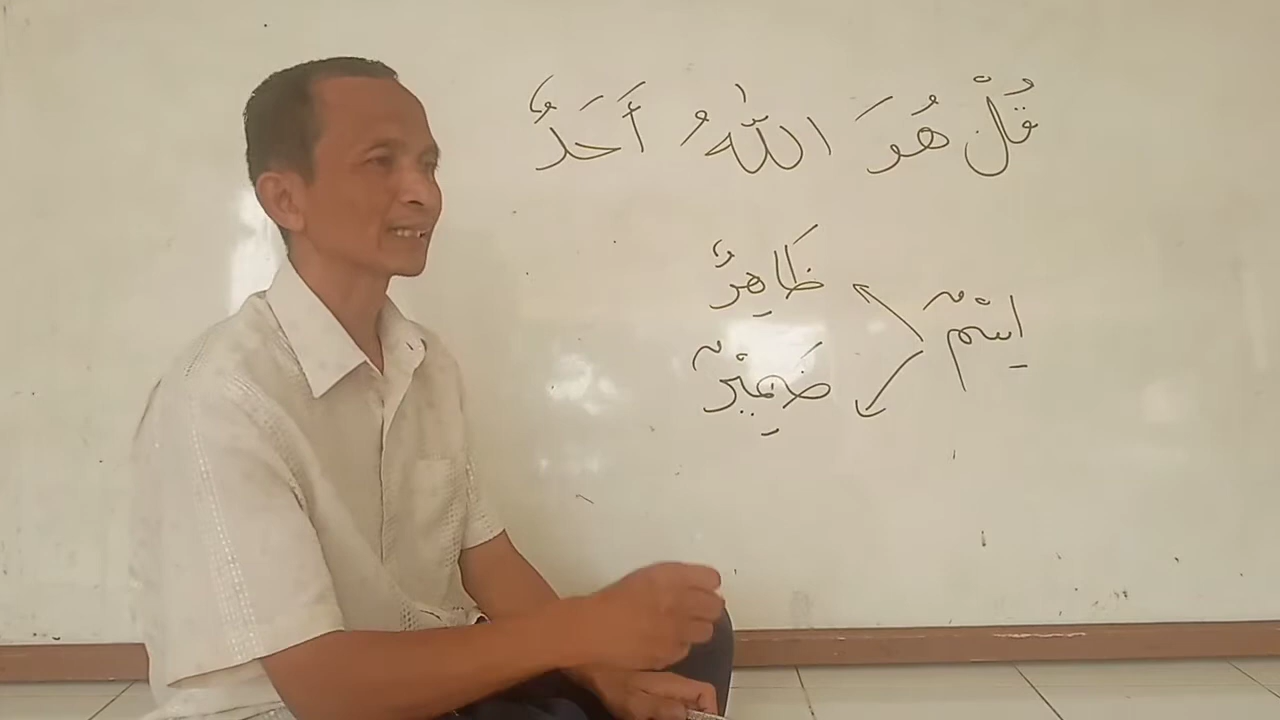 قُلْ هُوَ اللّٰهُ أَحَدٌ
ظَاهِرٌ
اِسْمٌ
ضَمِيْرٌ